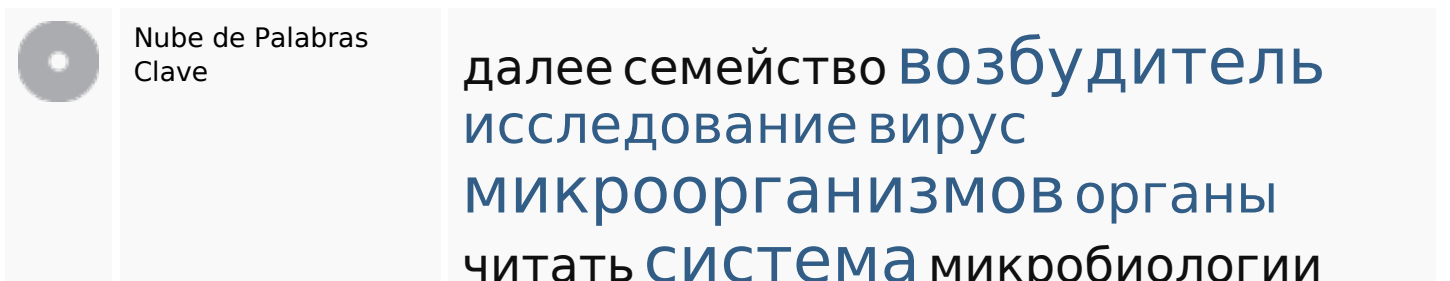 Nube de Palabras
Clave
далее семейство возбудитель
исследование вирус
микроорганизмов органы
читать система микробиологии